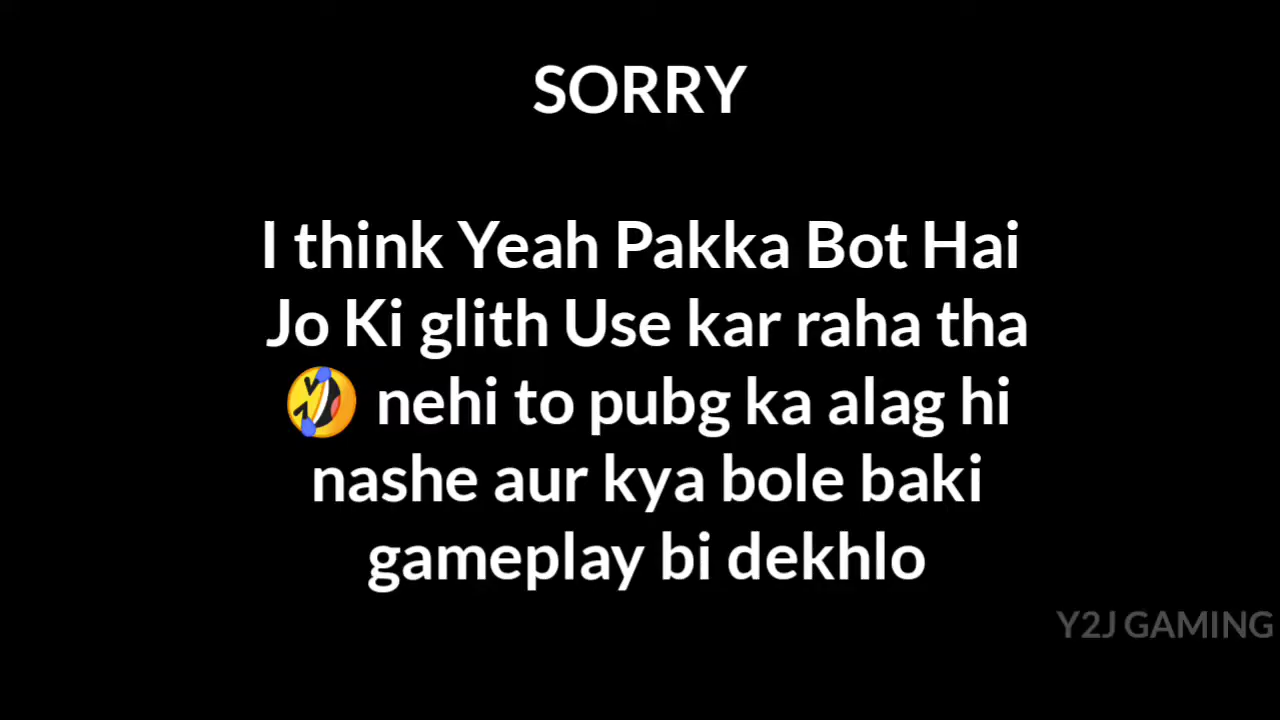 SORRY
I think Yeah Pakka Bot Hai
Jo Ki glith Use kar raha tha
🤣 nehi to pubg ka alag hi
nashe aur kya bole baki
gameplay bi dekhlo
Y2J GAMING